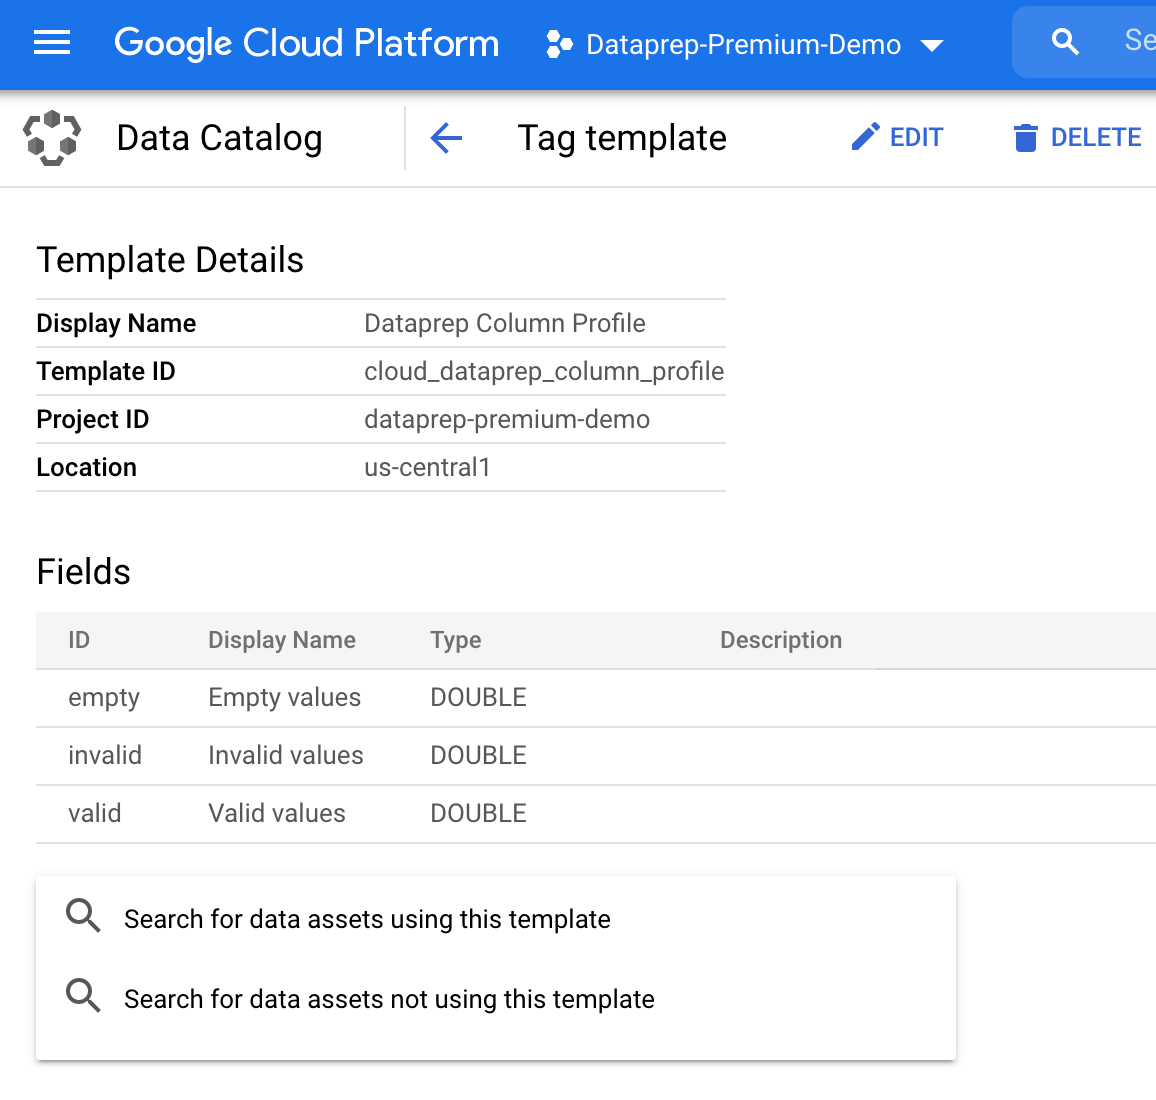 Google Cloud Platform Dataprep-Premium-Demo Se
Data Catalog Tag template EDIT DELETE
Template Details
Display Name Dataprep Column Profile
Template ID cloud_dataprep_column_profile
Project ID dataprep-premium-demo
Location us-central1
Fields
ID Display Name Type Description
empty Empty values DOUBLE
invalid Invalid values DOUBLE
valid Valid values DOUBLE
Search for data assets using this template
Search for data assets not using this template